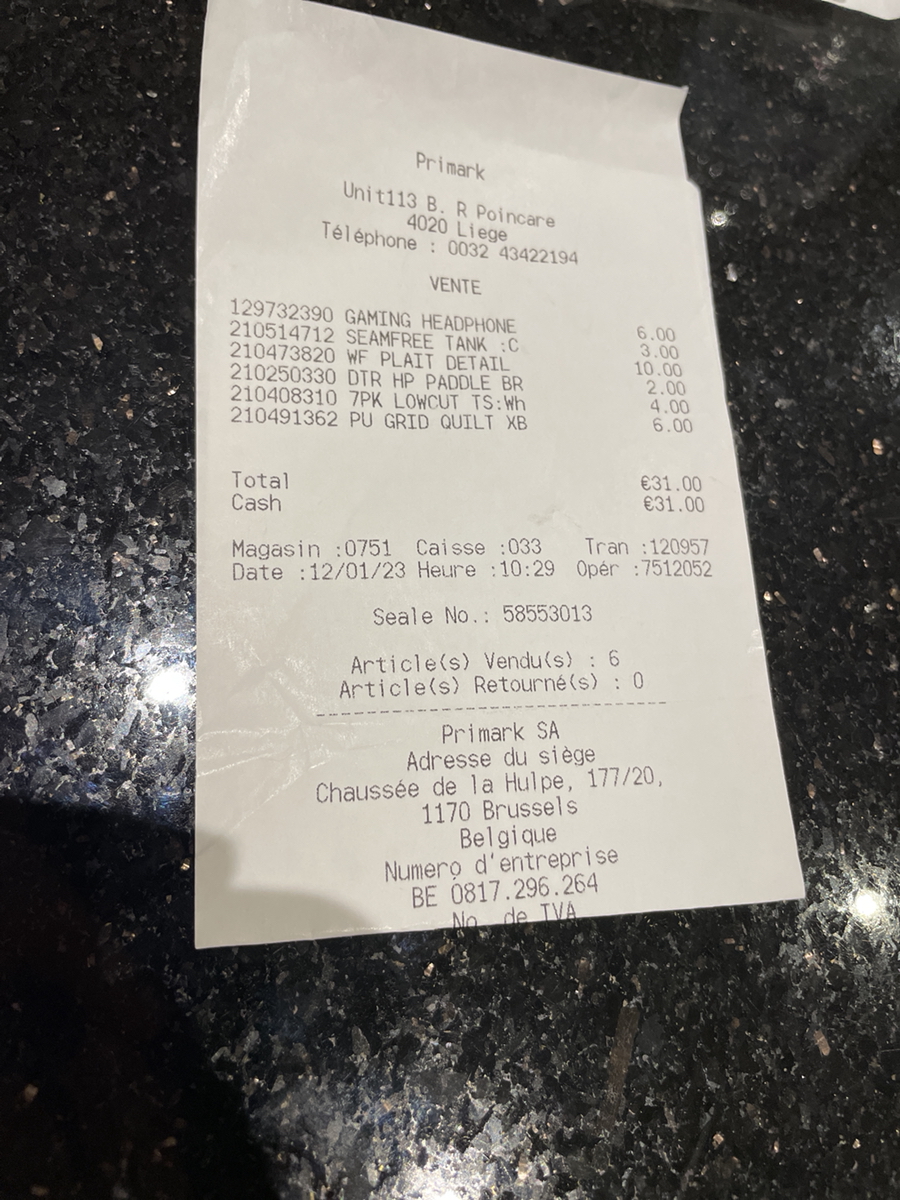 Primark
Unit113 B. R Poincare
4020 Liege
Téléphone : 0032 43422194
VENTE
129732390 GAMING HEADPHONE 6.00
210514712 SEAMFREE TANK :C 3.00
210473820 WF PLAIT DETAIL 10.00
210250330 DTR HP PADDLE BR 2.00
210408310 7PK LOWCUT TS:Wh 4.00
210491362 PU GRID QUILT XB 6.00
Total €31.00
Cash €31.00
Magasin :0751 Caisse :033 Tran :120957
Date :12/01/23 Heure :10:29 Opér :7512052
Seale No.: 58553013
Article(s) Vendu(s) : 6
Article(s) Retourné(s) : 0
Primark SA
Adresse du siège
Chaussée de la Hulpe, 177/20,
1170 Brussels
Belgique
Numero d'entreprise
BE 0817.296.264
No. de TVA